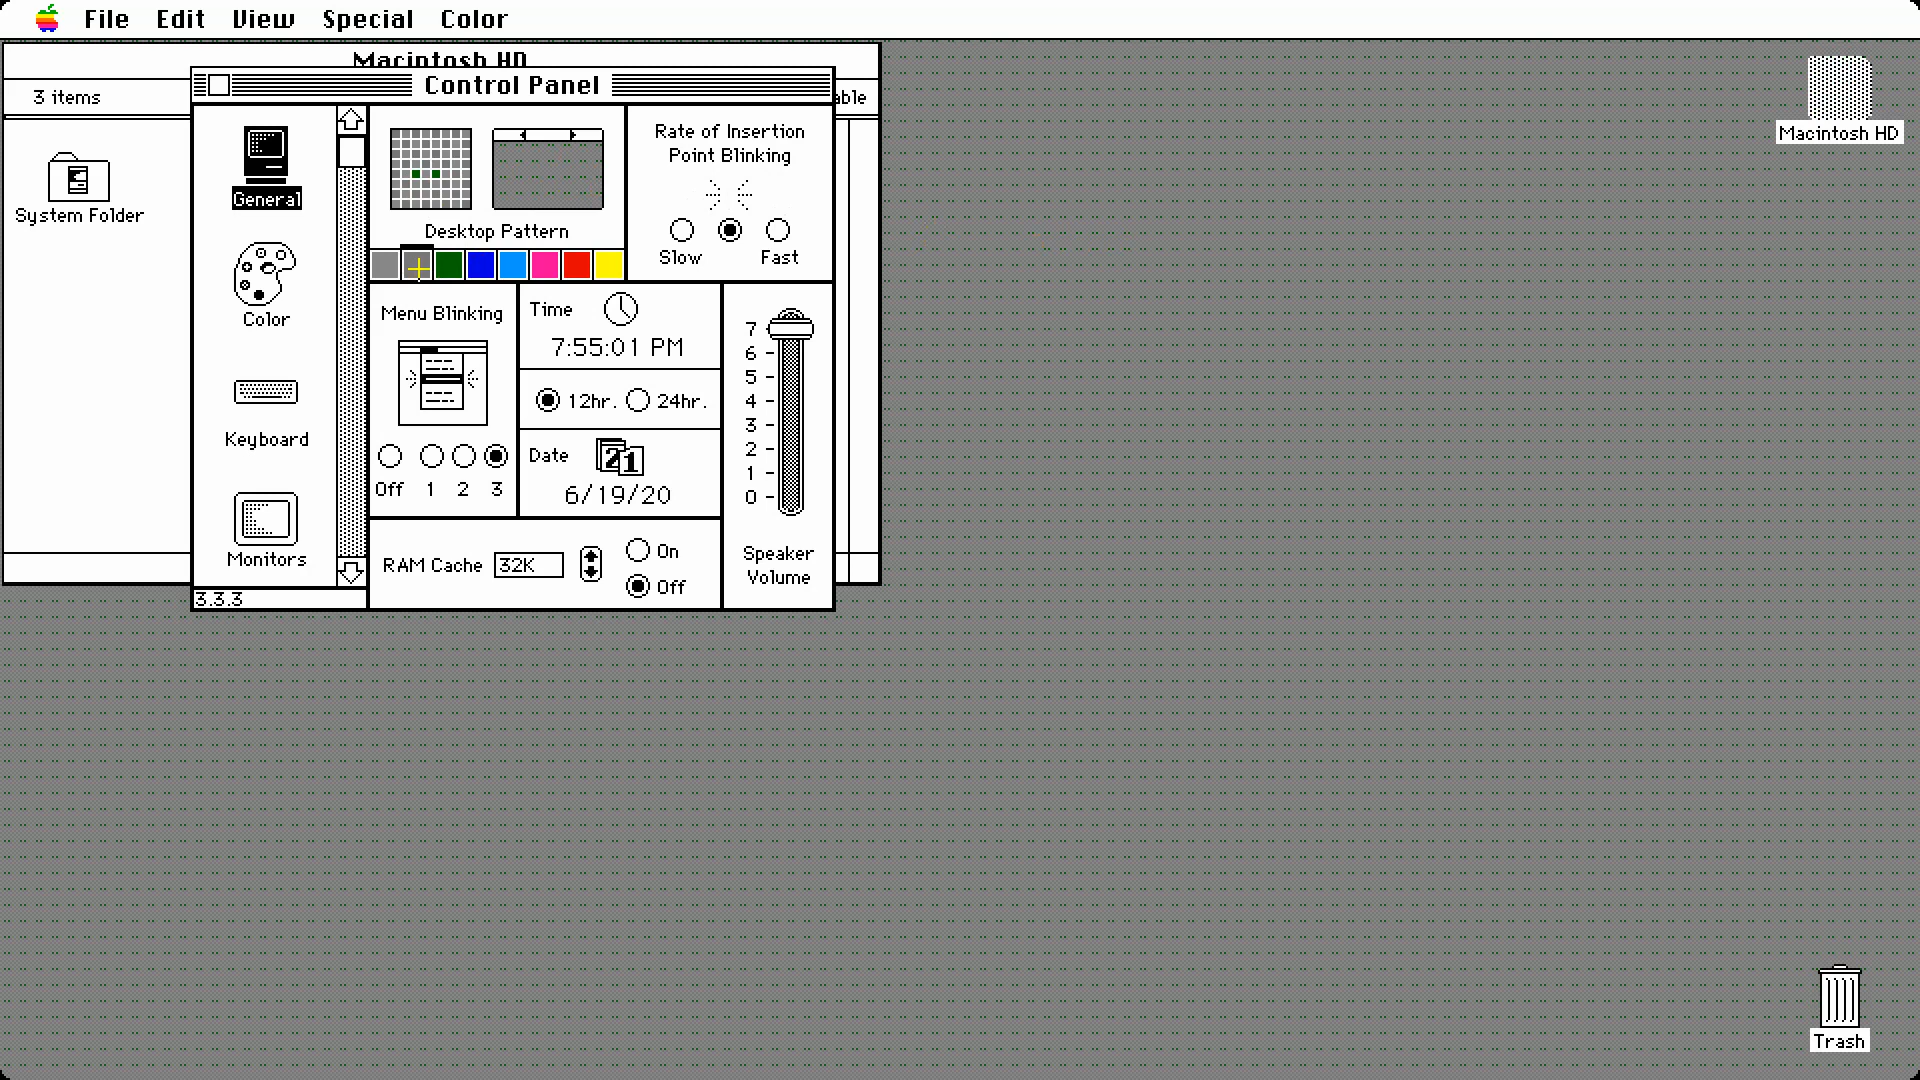 File Edit View Special Color
Macintosh HD
Control Panel
3 items
able
Macintosh HD
System Folder
General
Color
Keyboard
Monitors
3.3.3
Desktop Pattern
Rate of Insertion
Point Blinking
Slow Fast
Menu Blinking
Off 1 2 3
Time
7:55:01 PM
12hr. 24hr.
Date
21
6/19/20
RAM Cache 32K
On
Off
7
6
5
4
3
2
1
0
Speaker
Volume
Trash